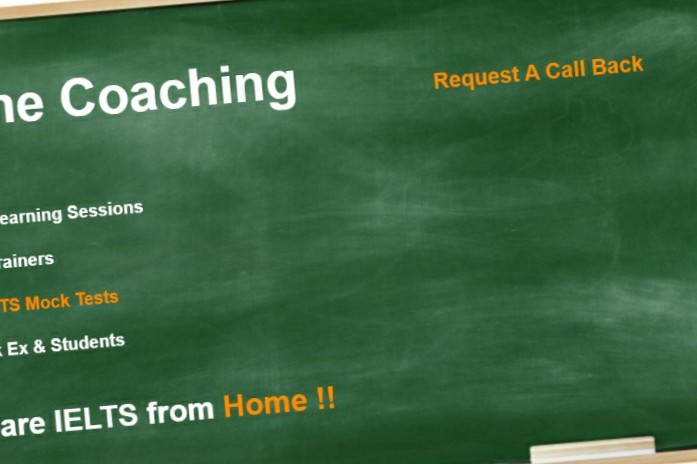 ne Coaching
Request A Call Back
earning Sessions
rainers
TS Mock Tests
Ex & Students
are IELTS from Home !!